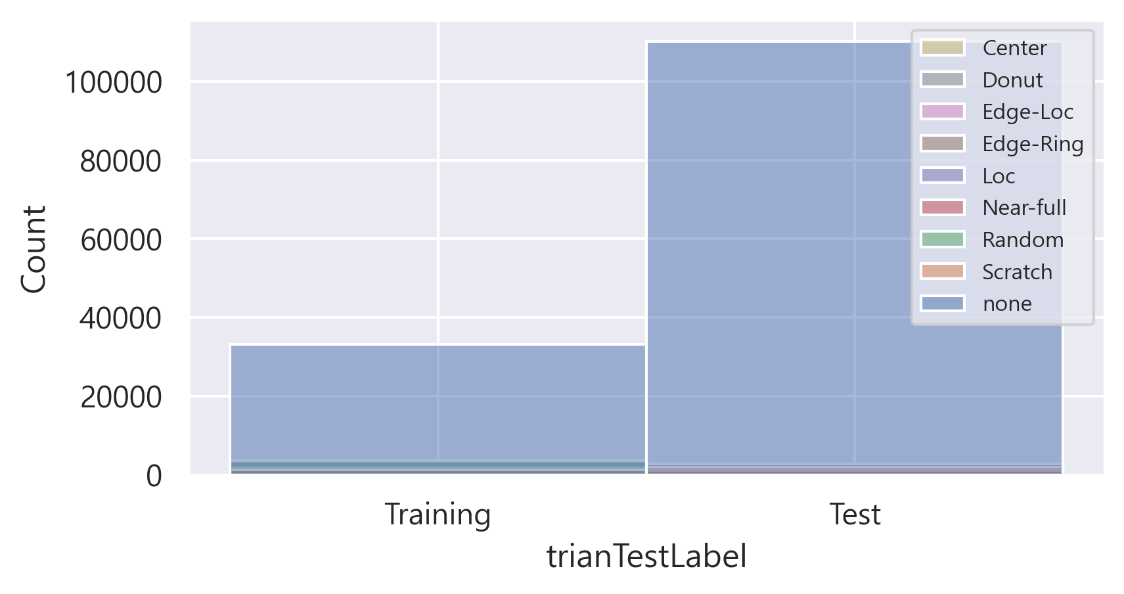 100000
80000
60000
40000
20000
0
Count
Training
Test
trianTestLabel
Center
Donut
Edge-Loc
Edge-Ring
Loc
Near-full
Random
Scratch
none